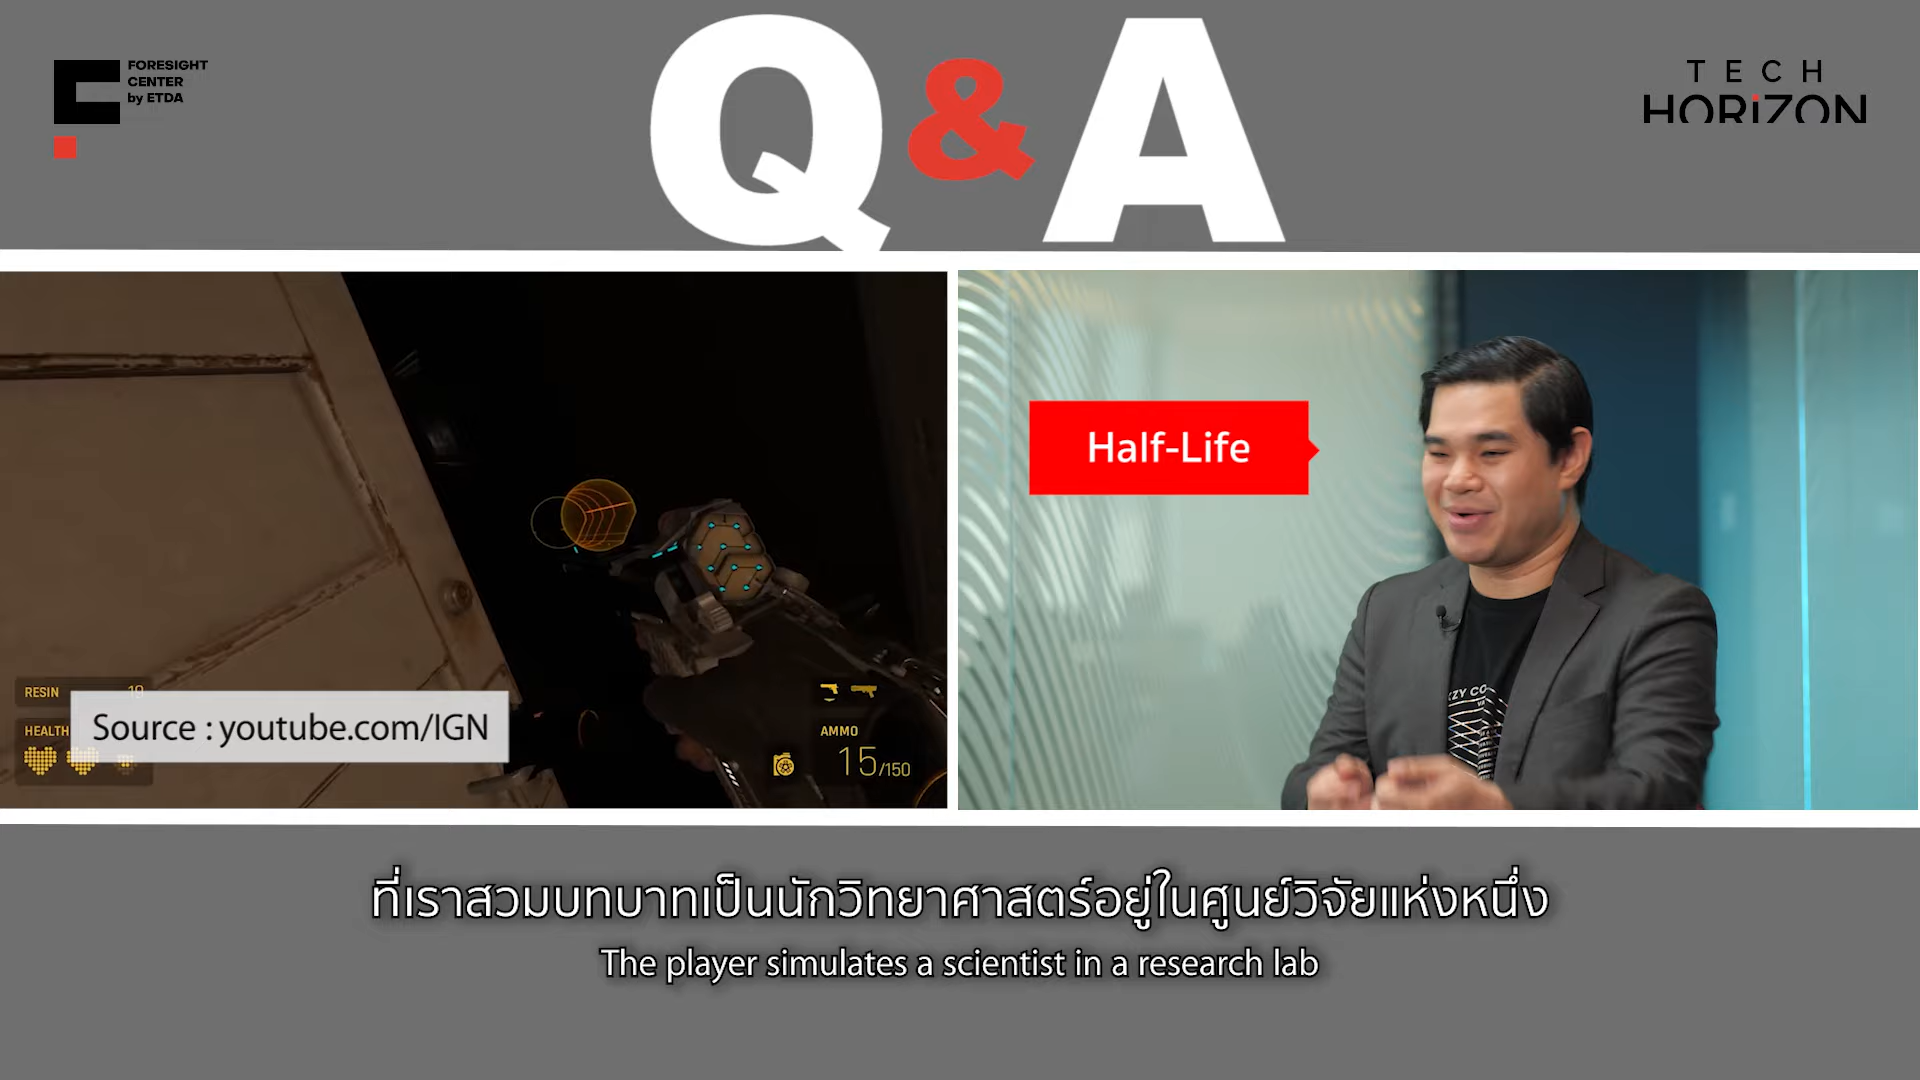 FORESIGHT
CENTER
by ETDA
Q&A
TECH
HORiZON
Half-Life
RESIN
19
HEALTH
Source : youtube.com/IGN
AMMO
15/150
ที่เราสวมบทบาทเป็นนักวิทยาศาสตร์อยู่ในศูนย์วิจัยแห่งหนึ่ง
The player simulates a scientist in a research lab